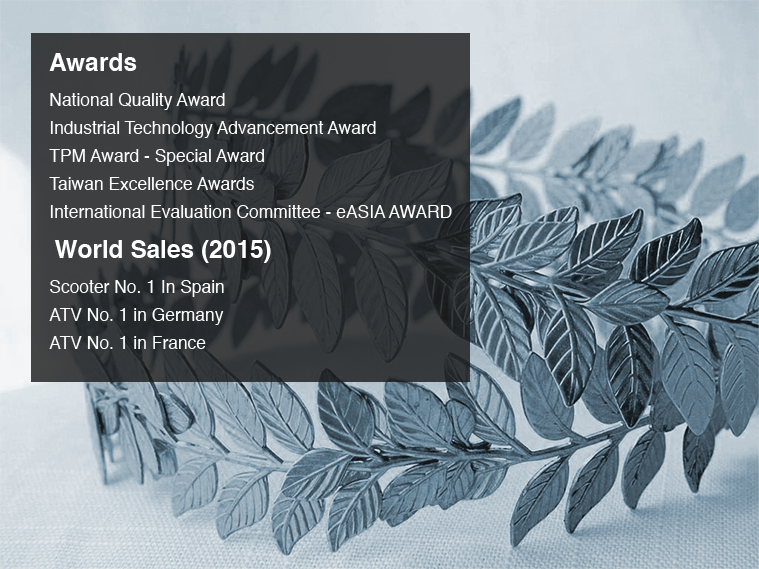 Awards
National Quality Award
Industrial Technology Advancement Award
TPM Award - Special Award
Taiwan Excellence Awards
International Evaluation Committee - eASIA AWARD
World Sales (2015)
Scooter No. 1 In Spain
ATV No. 1 in Germany
ATV No. 1 in France